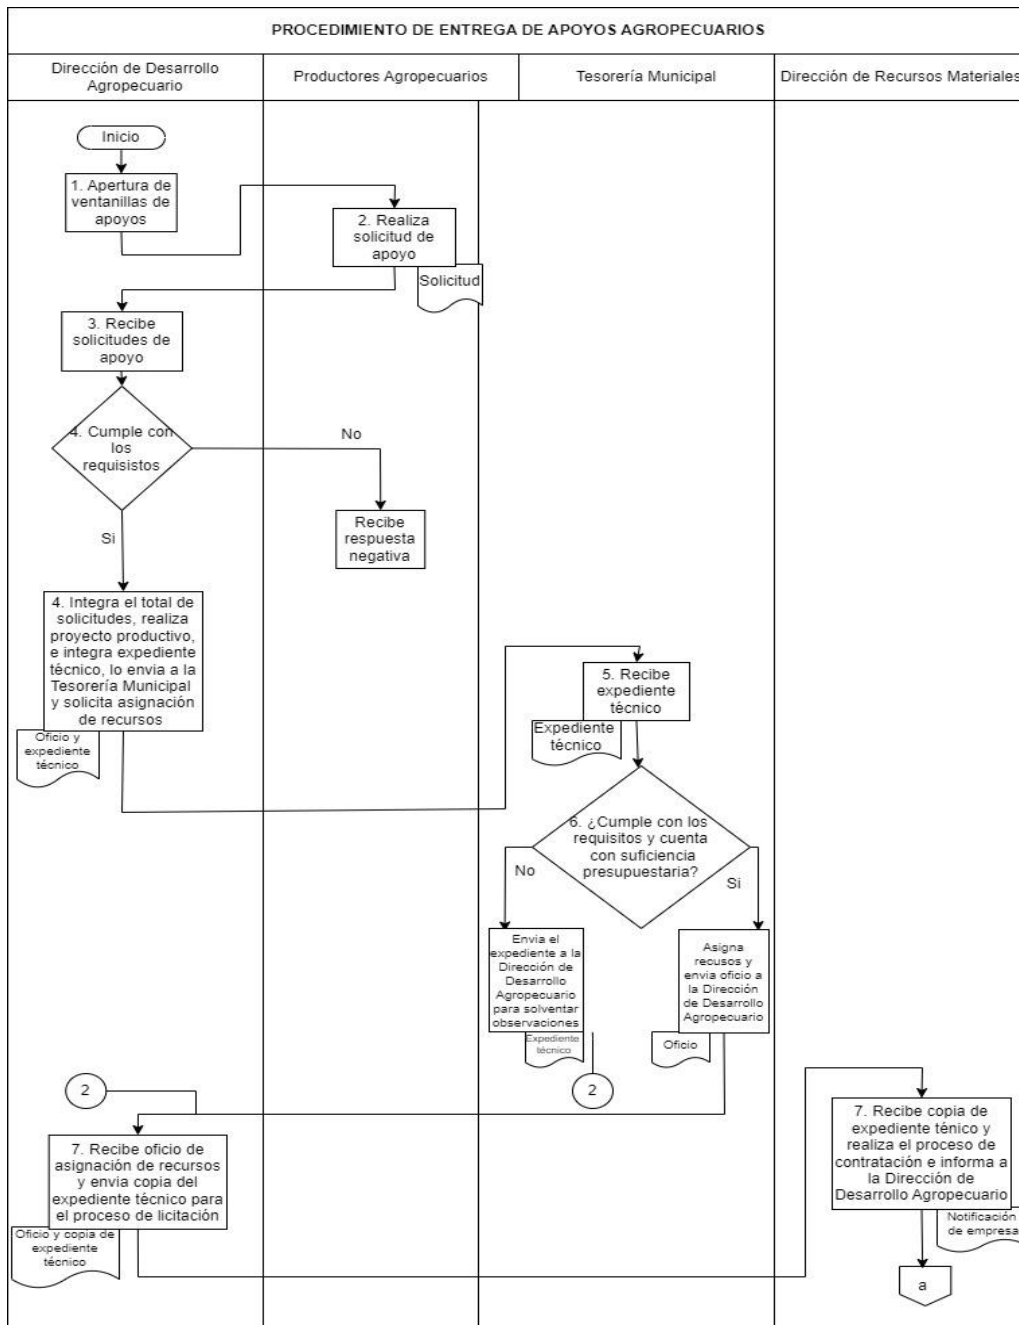 PROCEDIMIENTO DE ENTREGA DE APOYOS AGROPECUARIOS
Dirección de Desarrollo
Agropecuario
Productores Agropecuarios
Tesorería Municipal
Dirección de Recursos Materiales
Inicio
1. Apertura de
ventanillas de
apoyos
2. Realiza
solicitud de
apoyo
Solicitud
3. Recibe
solicitudes de
apoyo
4. Cumple con
los
requisistos
No
Si
Recibe
respuesta
negativa
4. Integra el total de
solicitudes, realiza
proyecto productivo,
e integra expediente
técnico, lo envia a la
Tesorería Municipal
y solicita asignación
de recursos
Oficio y
expediente
técnico
5. Recibe
expediente
técnico
Expediente
técnico
6. ¿Cumple con los
requisitos y cuenta
con suficiencia
presupuestaria?
No
Si
Envia el
expediente a la
Dirección de
Desarrollo
Agropecuario
para solventar
observaciones
Expediente
técnico
Asigna
recusos y
envia oficio a
la Dirección
de Desarrollo
Agropecuario
Oficio
2
2
7. Recibe oficio de
asignación de recursos
y envia copia del
expediente técnico para
el proceso de licitación
Oficio y copia de
expediente
técnico
7. Recibe copia de
expediente ténico y
realiza el proceso de
contratación e informa a
la Dirección de
Desarrollo Agropecuario
Notificación
de empresa
a